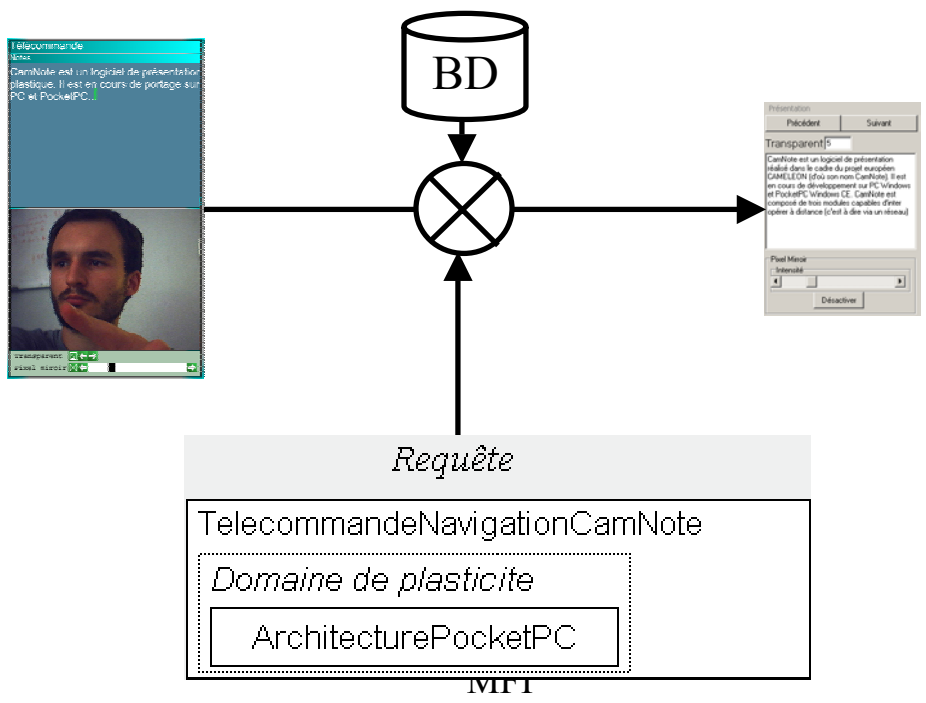 Télécommande
Notes
CamNote est un logiciel de présentation
plastique. Il est en cours de portage sur
PC et PocketPC..
Transparent
Pixel miroir
BD
Présentation
Précédent Suivant
Transparent 5
CamNote est un logiciel de présentation
réalisé dans le cadre du projet européen
CAMELEON (d'où son nom CamNote). Il est
en cours de développement sur PC Windows
et PocketPC Windows CE. CamNote est
composé de trois modules capables d'inter
opérer à distance (c'est à dire via un réseau)
Pixel Mirroir
Intensité
Désactiver
Requête
TelecommandeNavigationCamNote
Domaine de plasticite
ArchitecturePocketPC